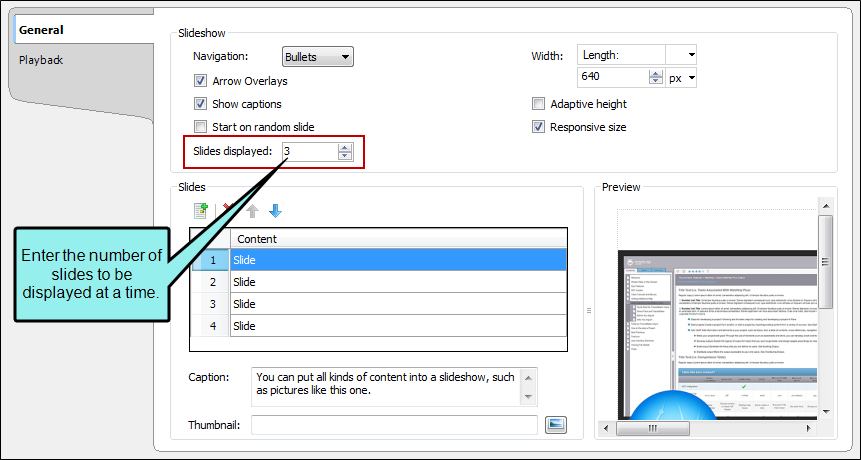 General
Playback
Slideshow
Navigation:
Bullets
Width:
Length:
640
px
Arrow Overlays
Show captions
Adaptive height
Start on random slide
Responsive size
Slides displayed:
3
Enter the number of
slides to be
displayed at a time.
Slides
Content
1 Slide
2 Slide
3 Slide
4 Slide
Caption:
You can put all kinds of content into a slideshow, such
as pictures like this one.
Thumbnail:
Preview